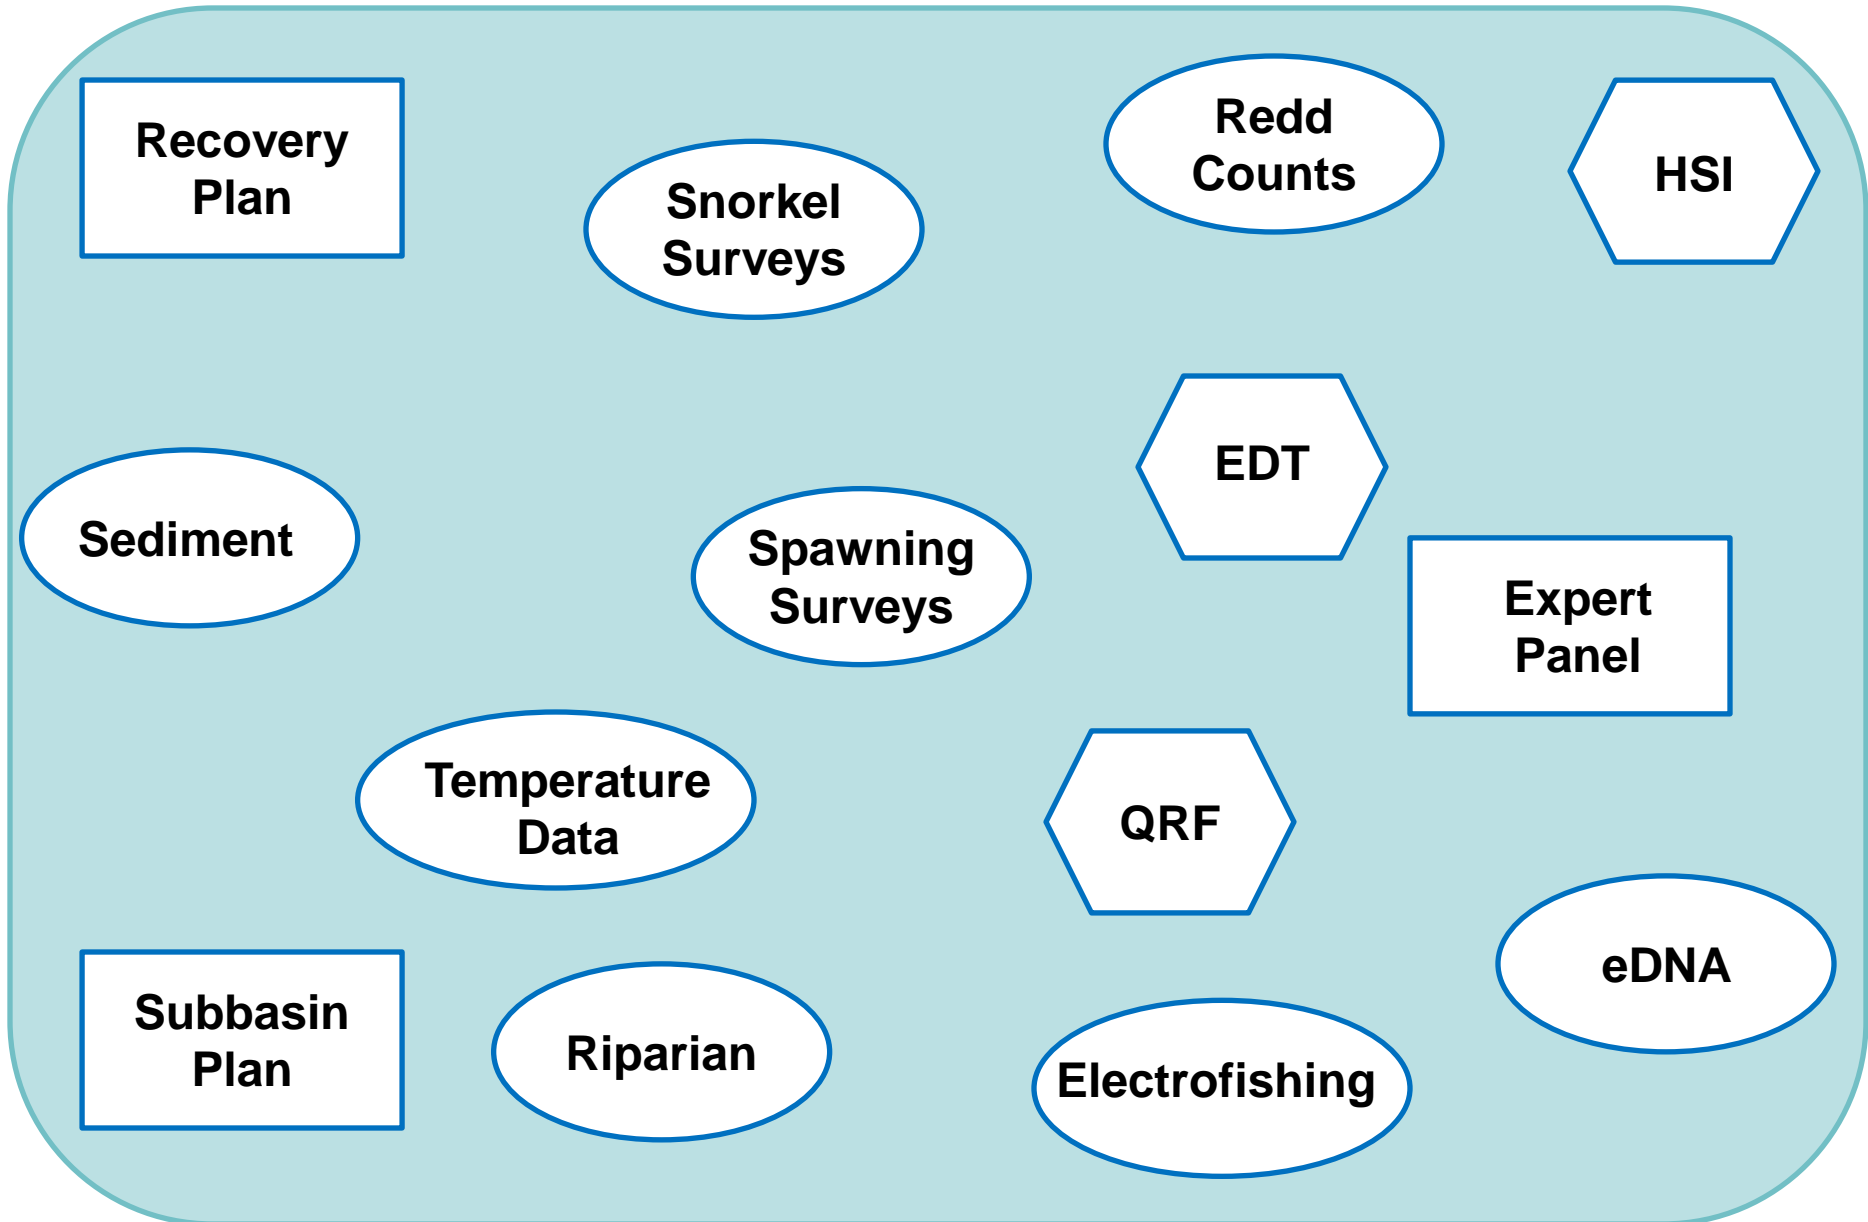 Recovery
Plan
Snorkel
Surveys
Redd
Counts
HSI
Sediment
Spawning
Surveys
EDT
Expert
Panel
Temperature
Data
QRF
Subbasin
Plan
Riparian
Electrofishing
eDNA